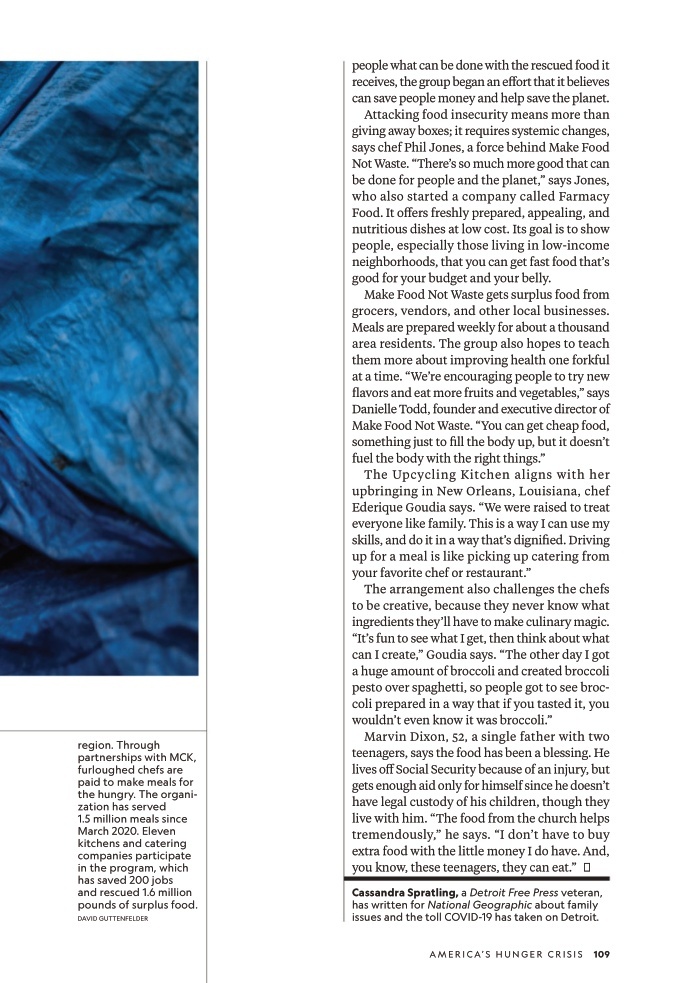 people what can be done with the rescued food it
receives, the group began an effort that it believes
can save people money and help save the planet.
Attacking food insecurity means more than
giving away boxes; it requires systemic changes,
says chef Phil Jones, a force behind Make Food
Not Waste. “There’s so much more good that can
be done for people and the planet,” says Jones,
who also started a company called Farmacy
Food. It offers freshly prepared, appealing, and
nutritious dishes at low cost. Its goal is to show
people, especially those living in low-income
neighborhoods, that you can get fast food that’s
good for your budget and your belly.
Make Food Not Waste gets surplus food from
grocers, vendors, and other local businesses.
Meals are prepared weekly for about a thousand
area residents. The group also hopes to teach
them more about improving health one forkful
at a time. “We’re encouraging people to try new
flavors and eat more fruits and vegetables,” says
Danielle Todd, founder and executive director of
Make Food Not Waste. “You can get cheap food,
something just to fill the body up, but it doesn’t
fuel the body with the right things.”
The Upcycling Kitchen aligns with her
upbringing in New Orleans, Louisiana, chef
Ederique Goudia says. “We were raised to treat
everyone like family. This is a way I can use my
skills, and do it in a way that’s dignified. Driving
up for a meal is like picking up catering from
your favorite chef or restaurant.”
The arrangement also challenges the chefs
to be creative, because they never know what
ingredients they’ll have to make culinary magic.
“It’s fun to see what I get, then think about what
can I create,” Goudia says. “The other day I got
a huge amount of broccoli and created broccoli
pesto over spaghetti, so people got to see broc-
coli prepared in a way that if you tasted it, you
wouldn’t even know it was broccoli.”
Marvin Dixon, 52, a single father with two
teenagers, says the food has been a blessing. He
lives off Social Security because of an injury, but
gets enough aid only for himself since he doesn’t
have legal custody of his children, though they
live with him. “The food from the church helps
tremendously,” he says. “I don’t have to buy
extra food with the little money I do have. And,
you know, these teenagers, they can eat.”
Cassandra Spratling, a Detroit Free Press veteran,
has written for National Geographic about family
issues and the toll COVID-19 has taken on Detroit.
region. Through
partnerships with MCK,
furloughed chefs are
paid to make meals for
the hungry. The organi-
zation has served
1.5 million meals since
March 2020. Eleven
kitchens and catering
companies participate
in the program, which
has saved 200 jobs
and rescued 1.6 million
pounds of surplus food.
DAVID GUTTENFELDER
AMERICA’S HUNGER CRISIS 109